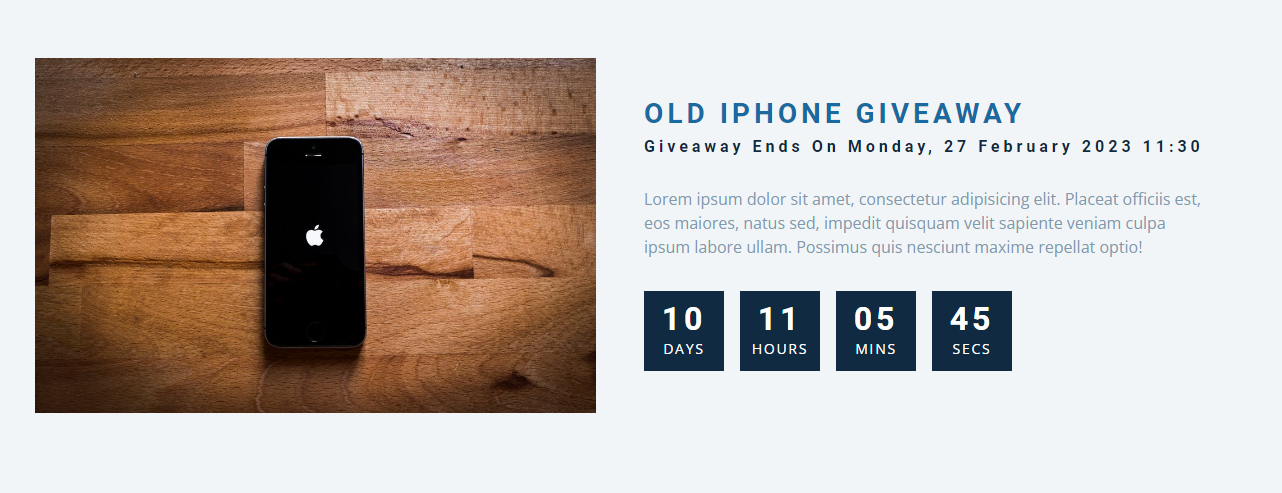 OLD IPHONE GIVEAWAY
Giveaway Ends On Monday, 27 February 2023 11:30
Lorem ipsum dolor sit amet, consectetur adipisicing elit. Placeat officiis est,
eos maiores, natus sed, impedit quisquam velit sapiente veniam culpa
ipsum labore ullam. Possimus quis nesciunt maxime repellat optio!
10 11 05 45
DAYS HOURS MINS SECS